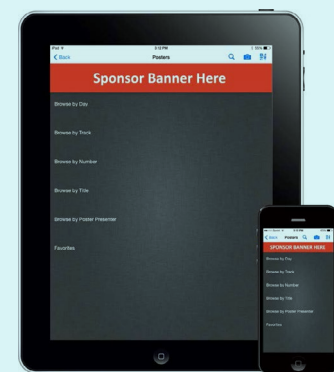 iPad 3:12 PM 55%
Back Posters
Sponsor Banner Here
Browse by Day
Browse by Track
Browse by Number
Browse by Title
Browse by Poster Presenter
Favorites
Back Posters
SPONSOR BANNER HERE
Browse by Day
Browse by Track
Browse by Number
Browse by Title
Browse by Poster Presenter
Favorites